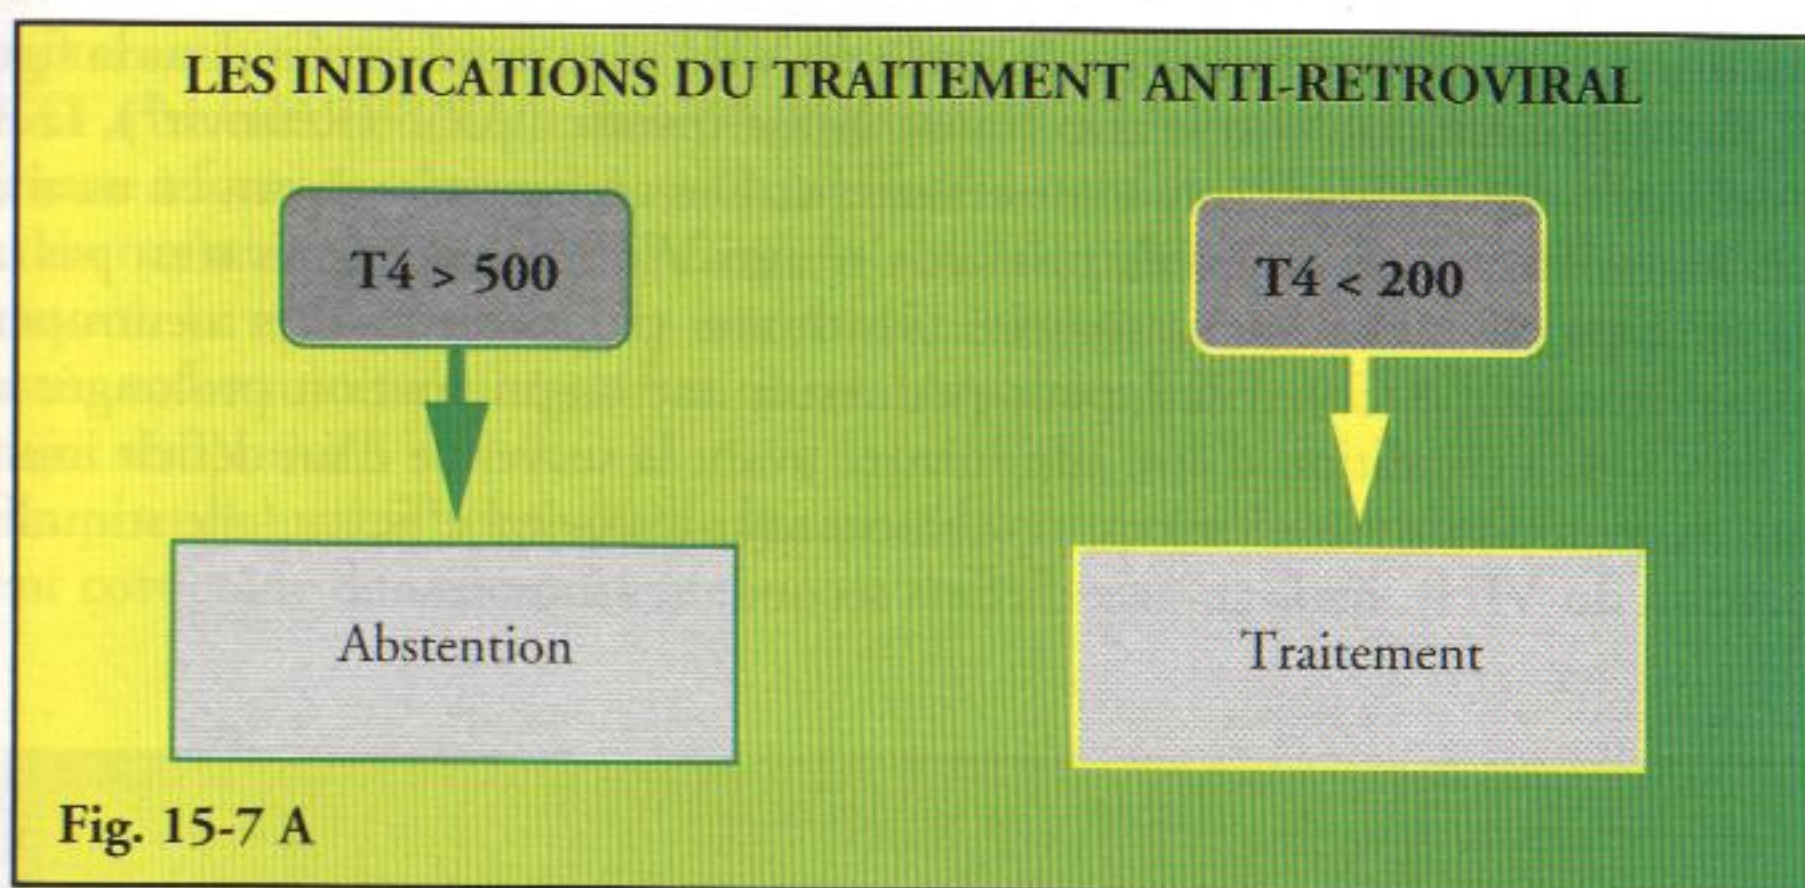 LES INDICATIONS DU TRAITEMENT ANTI-RETROVIRAL
T4 > 500
T4 < 200
Abstention
Traitement
Fig. 15-7 A